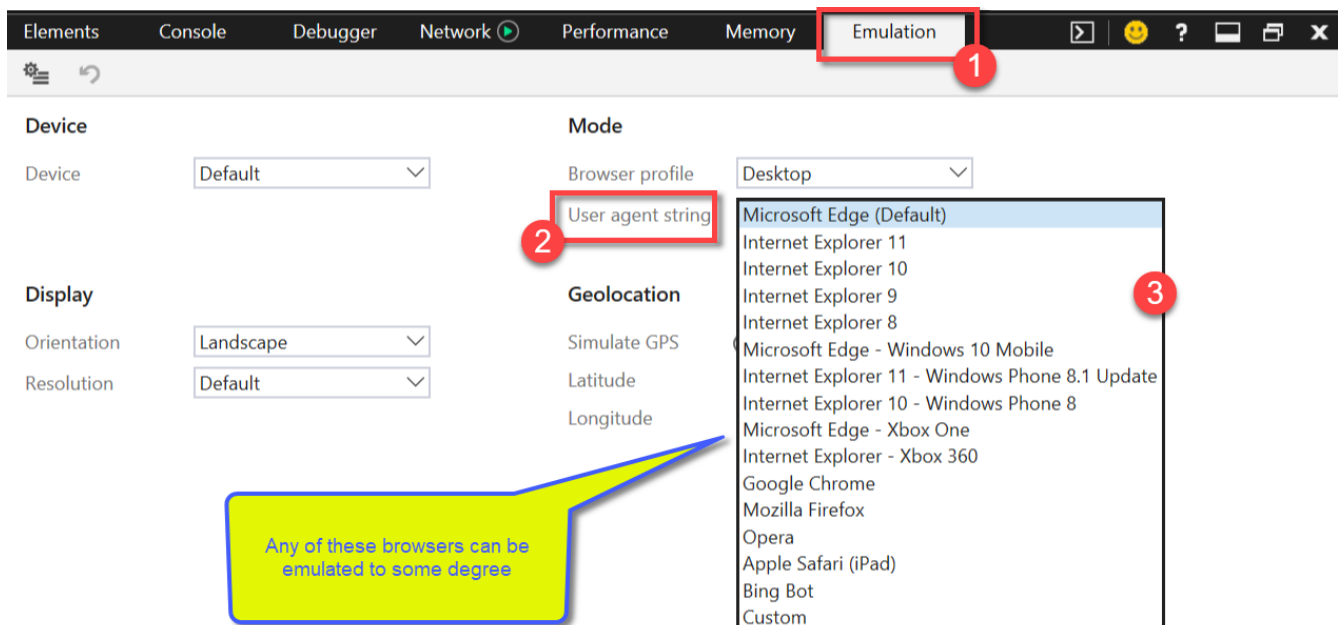 Elements Console Debugger Network Performance Memory Emulation ?
1
Device
Device Default
Mode
Browser profile Desktop
2 User agent string
Microsoft Edge (Default)
Internet Explorer 11
Internet Explorer 10
Internet Explorer 9
Internet Explorer 8
Microsoft Edge - Windows 10 Mobile
Internet Explorer 11 - Windows Phone 8.1 Update
Internet Explorer 10 - Windows Phone 8
Microsoft Edge - Xbox One
Internet Explorer - Xbox 360
Google Chrome
Mozilla Firefox
Opera
Apple Safari (iPad)
Bing Bot
Custom
3
Display
Orientation Landscape
Resolution Default
Geolocation
Simulate GPS
Latitude
Longitude
Any of these browsers can be
emulated to some degree